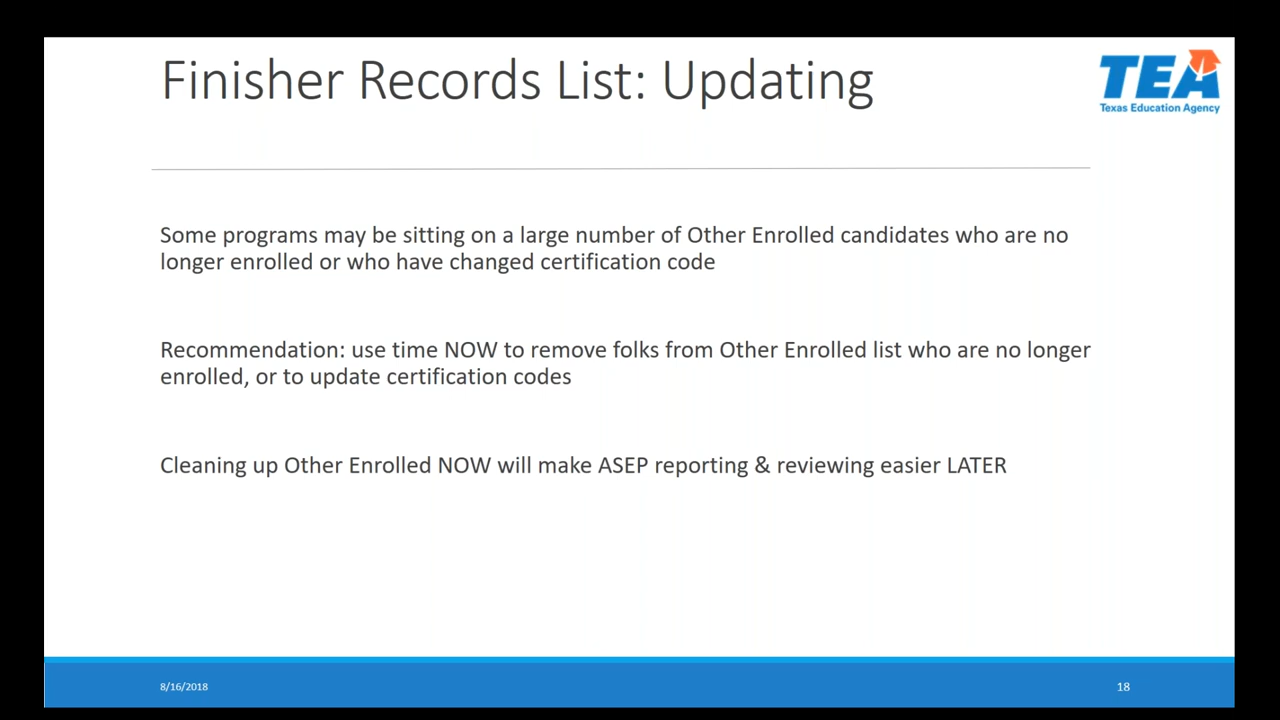 Finisher Records List: Updating
TEA
Texas Education Agency
Some programs may be sitting on a large number of Other Enrolled candidates who are no
longer enrolled or who have changed certification code
Recommendation: use time NOW to remove folks from Other Enrolled list who are no longer
enrolled, or to update certification codes
Cleaning up Other Enrolled NOW will make ASEP reporting & reviewing easier LATER
8/16/2018
18